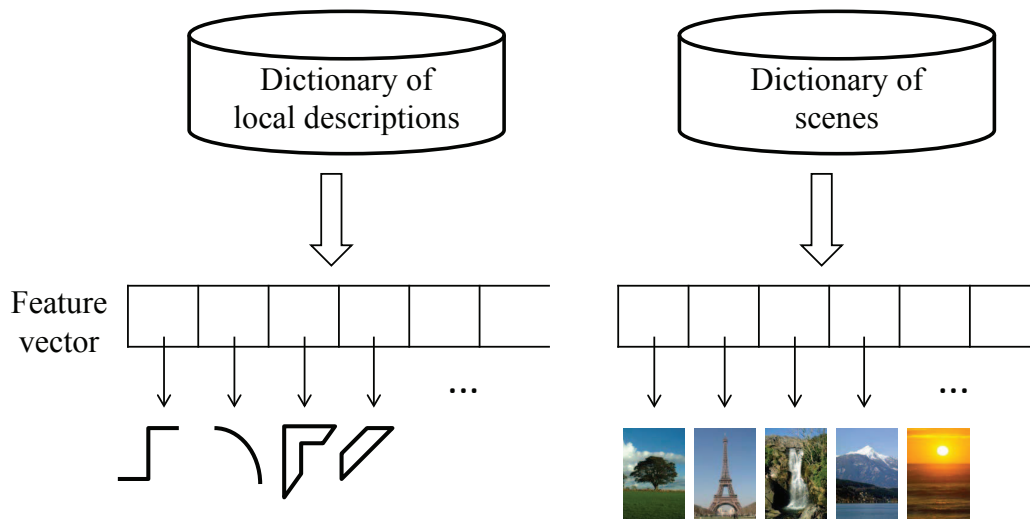 Dictionary of
local descriptions
Dictionary of
scenes
Feature
vector
...
...